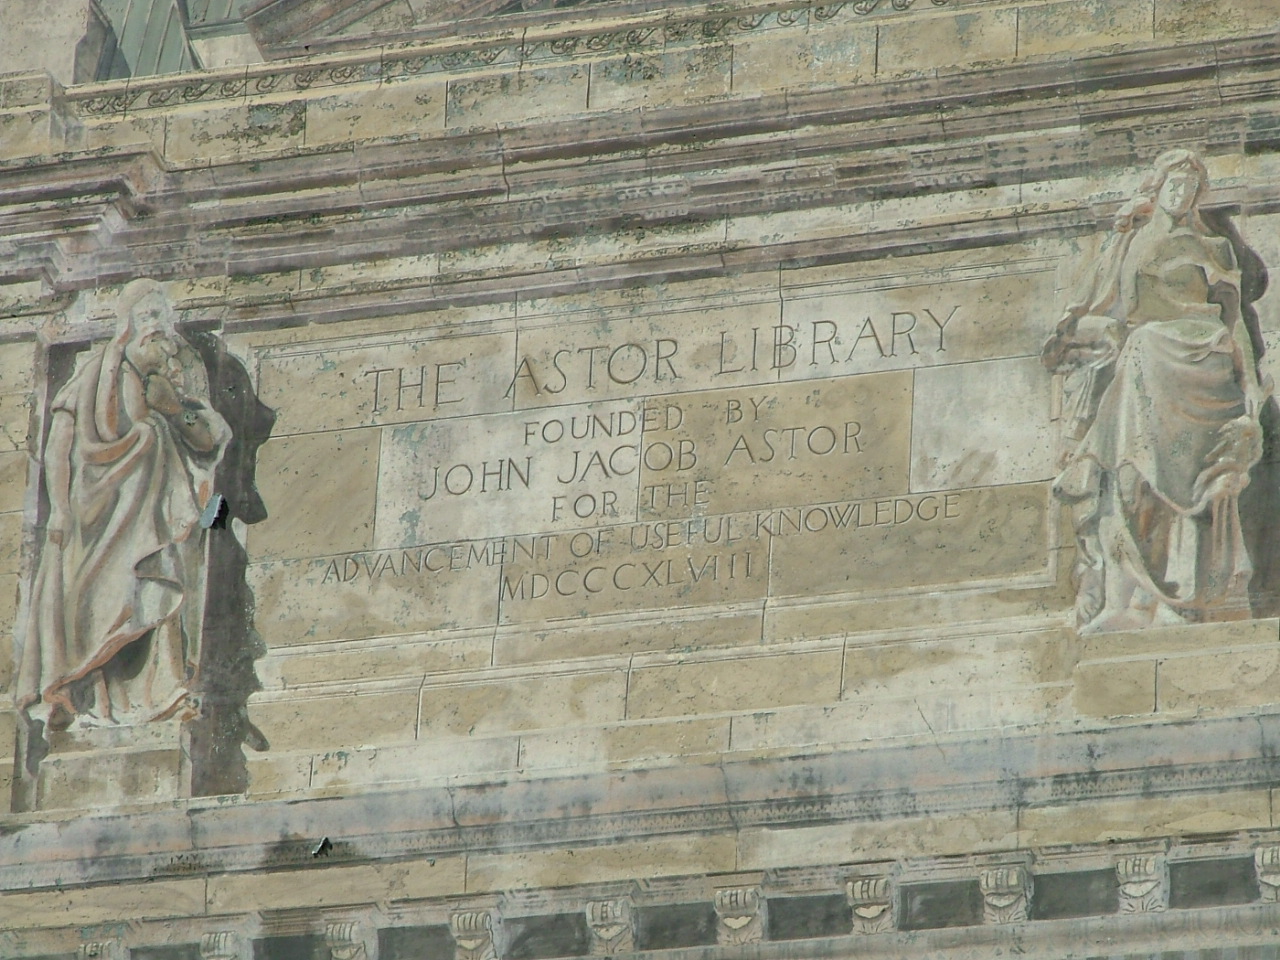 THE ASTOR LIBRARY
FOUNDED BY
JOHN JACOB ASTOR
FOR THE
ADVANCEMENT OF USEFUL KNOWLEDGE
MDCCCXLVIII